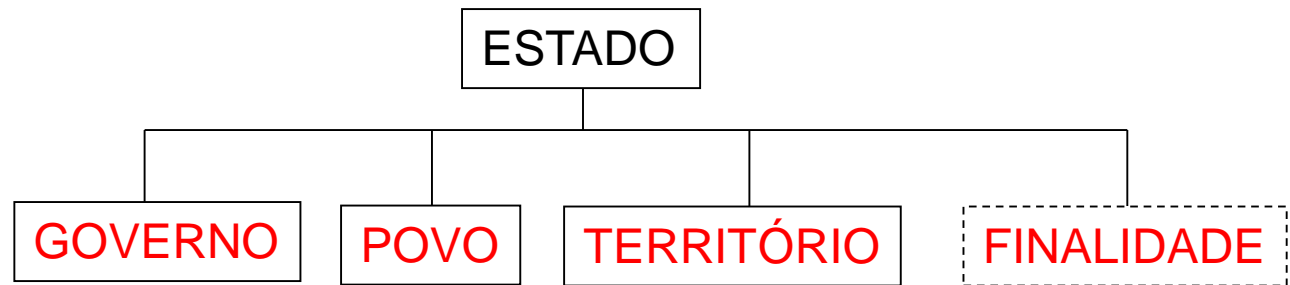 ESTADO
GOVERNO
POVO
TERRITÓRIO
FINALIDADE